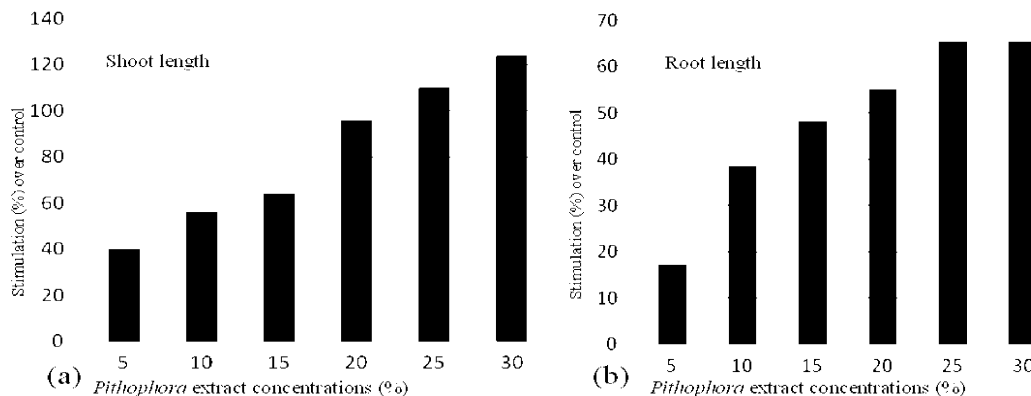 140
120
100
80
60
40
20
0
Shoot length
Stimulation (%) over control
5 10 15 20 25 30
(a) Pithophora extract concentrations (%)
70
60
50
40
30
20
10
0
Root length
Stimulation (%) over control
5 10 15 20 25 30
(b) Pithophora extract concentrations (%)